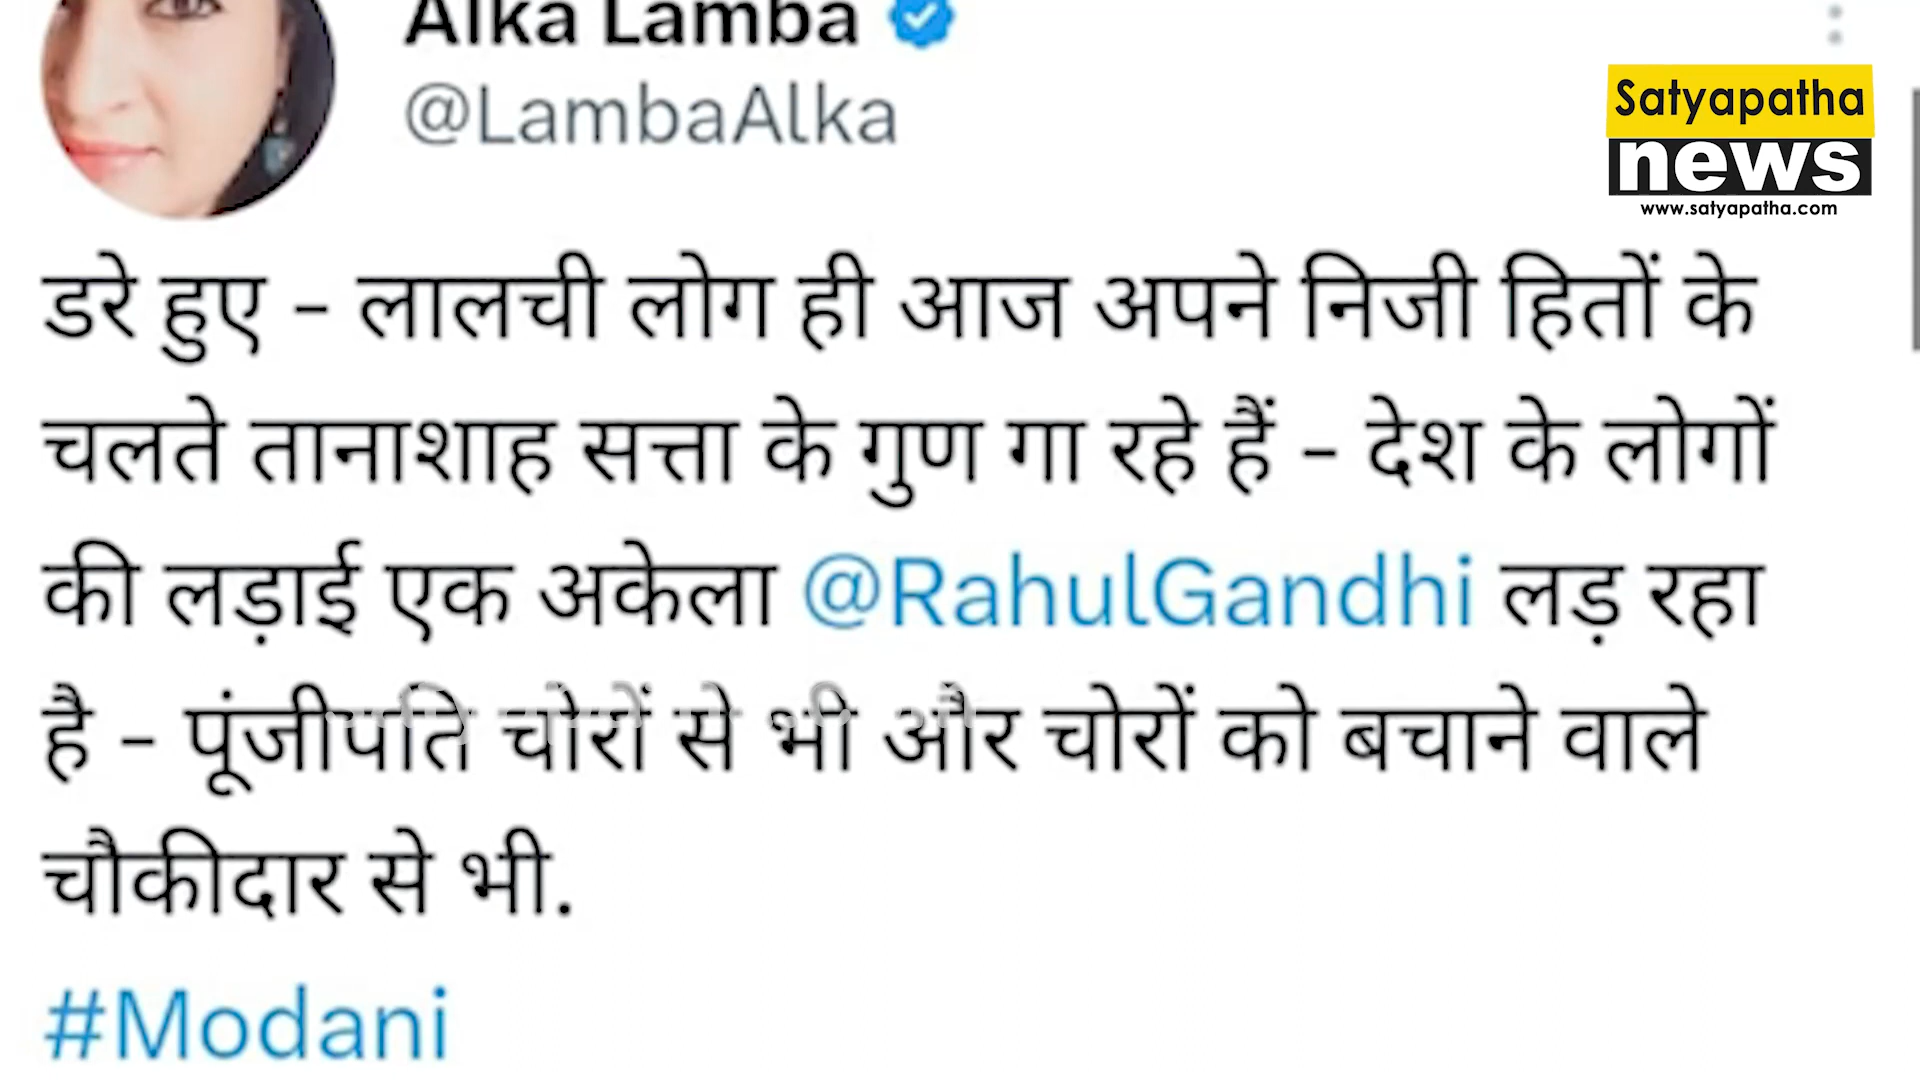 Alka Lamba
@LambaAlka
Satyapatha
news
www.satyapatha.com
डरे हुए - लालची लोग ही आज अपने निजी हितों के
चलते तानाशाह सत्ता के गुण गा रहे हैं - देश के लोगों
की लड़ाई एक अकेला @RahulGandhi लड़ रहा
है - पूंजीपति चोरों से भी और चोरों को बचाने वाले
चौकीदार से भी.
#Modani